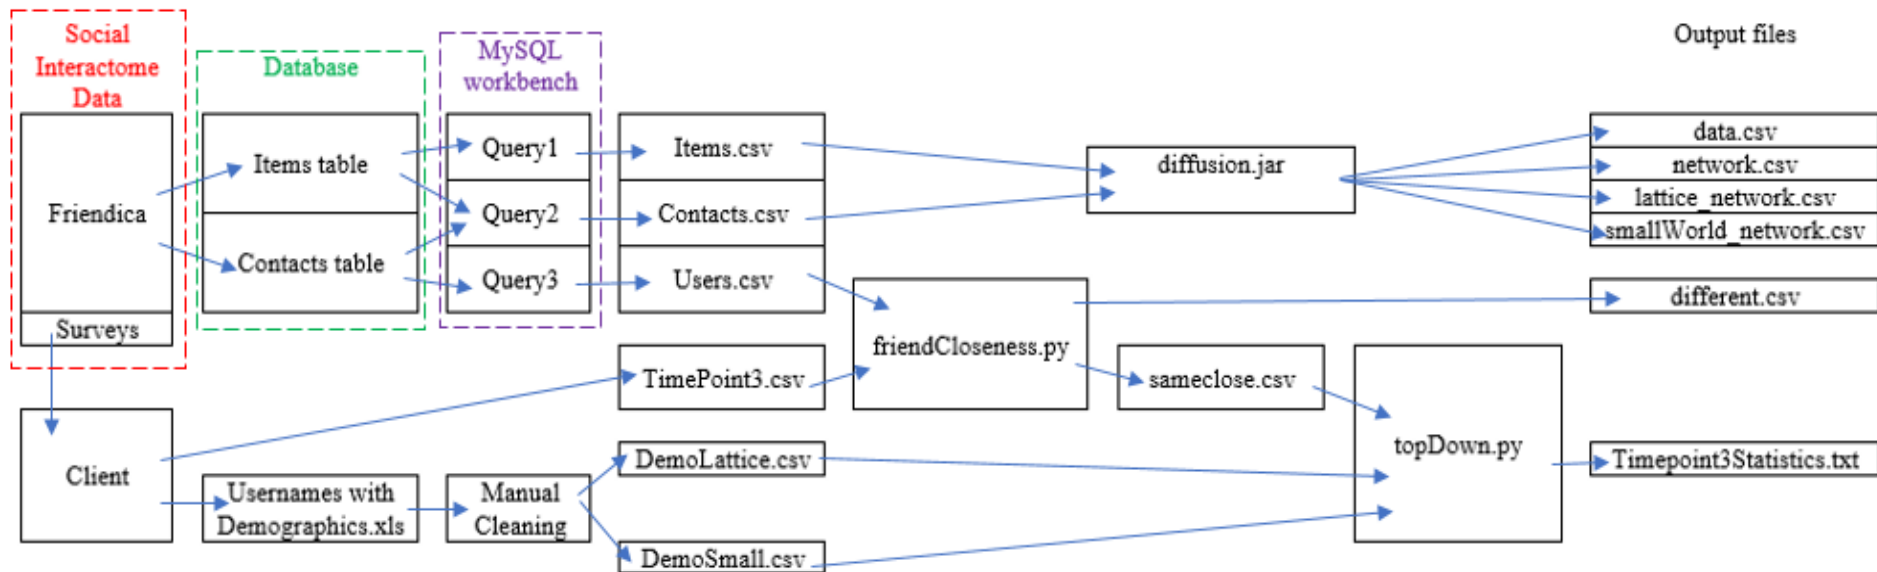 Social
Interactome
Data
Database
MySQL
workbench
Output files
Friendica
Surveys
Items table
Contacts table
Query1
Query2
Query3
Items.csv
Contacts.csv
Users.csv
diffusion.jar
data.csv
network.csv
lattice_network.csv
smallWorld_network.csv
different.csv
friendCloseness.py
TimePoint3.csv
sameclose.csv
topDown.py
Timepoint3Statistics.txt
Client
Usernames with
Demographics.xls
Manual
Cleaning
DemoLattice.csv
DemoSmall.csv